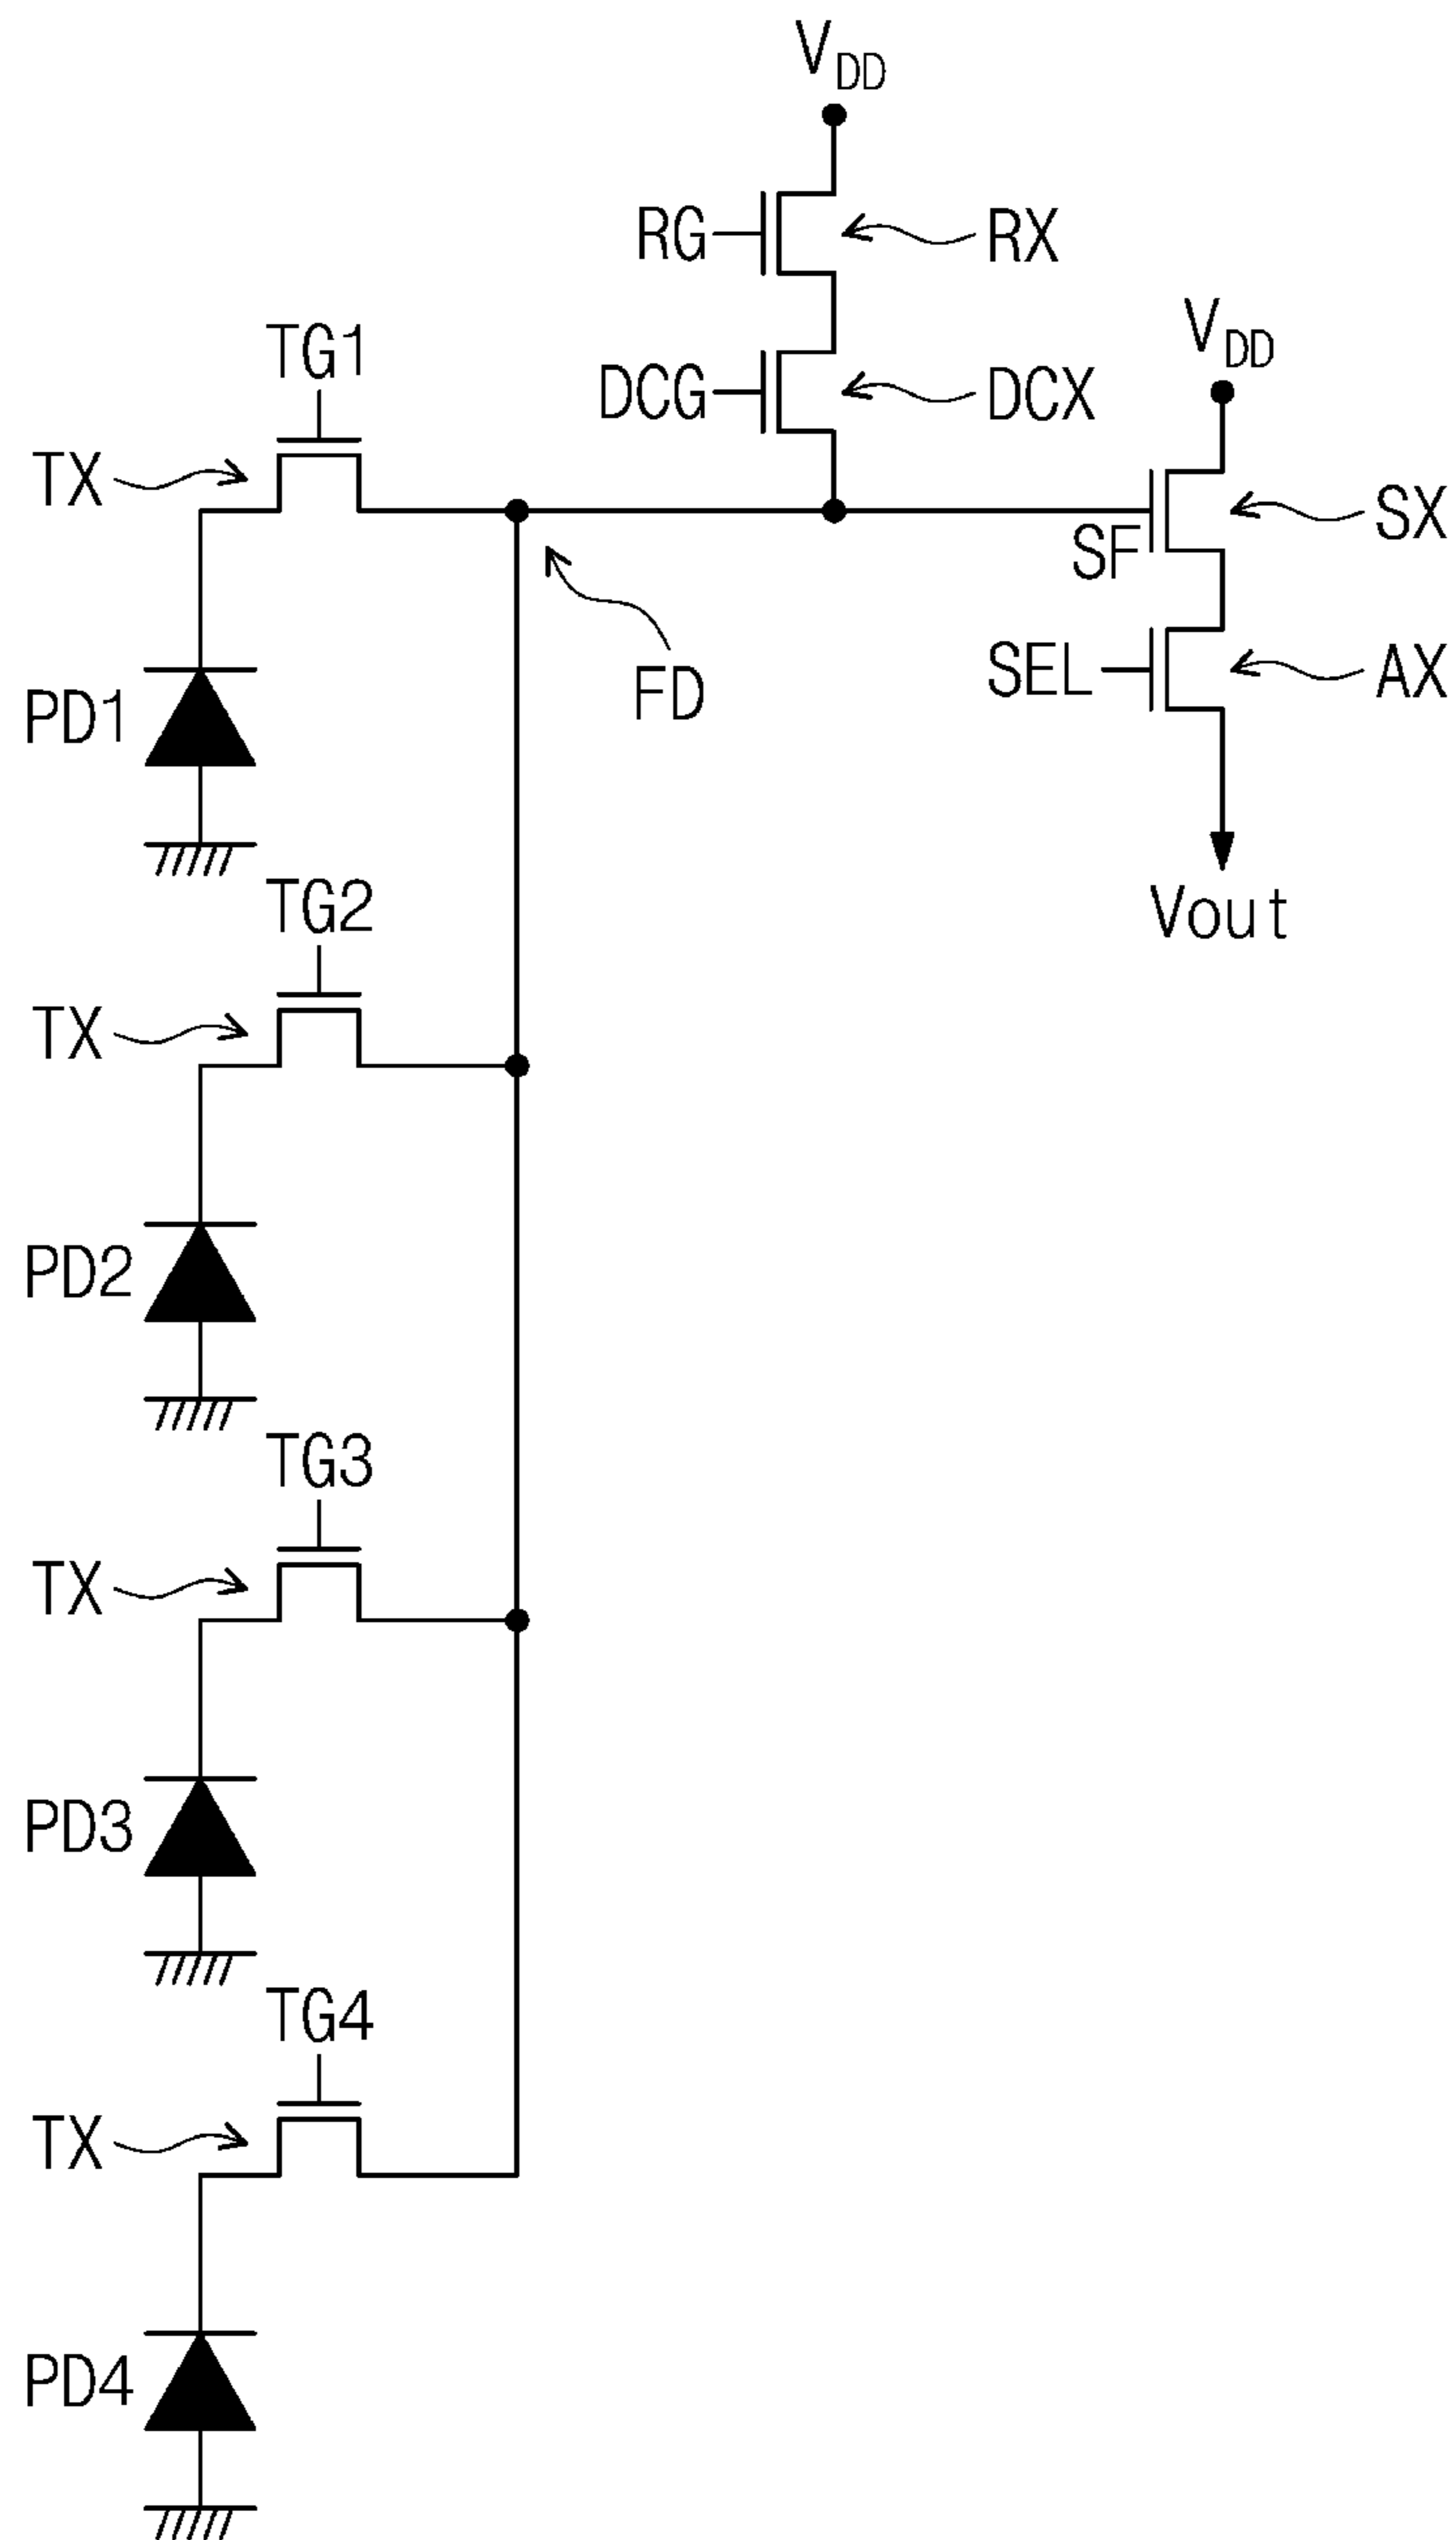 VDD
RG
RX
TG1
VDD
DCG
DCX
TX
SX
SF
FD
SEL
AX
PD1
TG2
Vout
TX
PD2
TG3
TX
PD3
TG4
TX
PD4